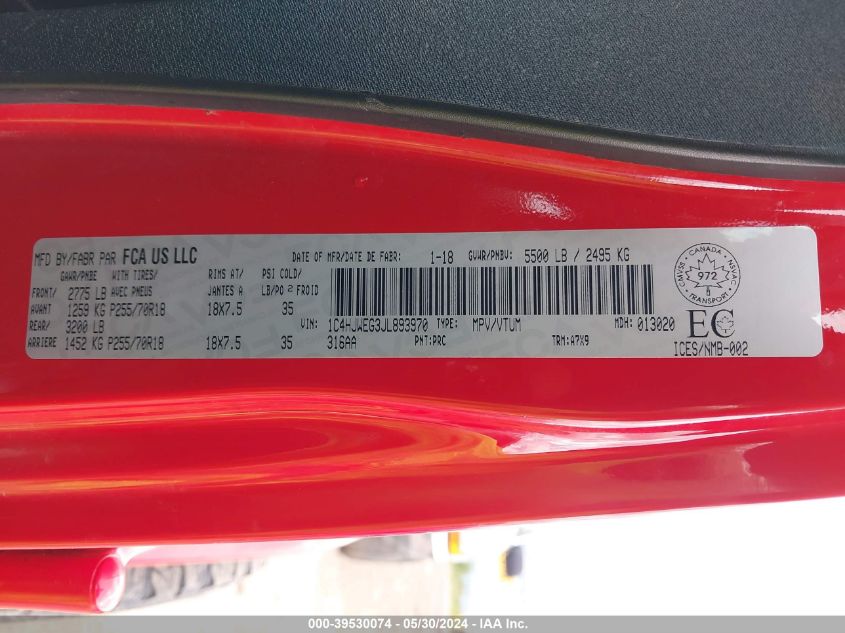 MFD BY/FABR PAR FCA US LLC
DATE OF MFR/DATE DE FABR: 1-18 GVWR/PNBV: 5500 LB / 2495 KG
GAWR/PNBE WITH TIRES/ RIMS AT/ PSI COLD/
FRONT/ 2775 LB AVEC PNEUS JANTES A LB/PO2 FROID
AVANT 1259 KG P255/70R18 18X7.5 35
REAR/ 3200 LB
ARRIERE 1452 KG P255/70R18 18X7.5 35
VIN: 1C4HJWEG3JL893970 TYPE: MPV/VTUM MDH: 013020
316AA PNT:PRC TRM:A7X9
CANADA
CMVSS 972 NSVAC
TRANSPORT
EC
ICES/NMB-002
000-39530074 / 05/30/2024 - IAA Inc.